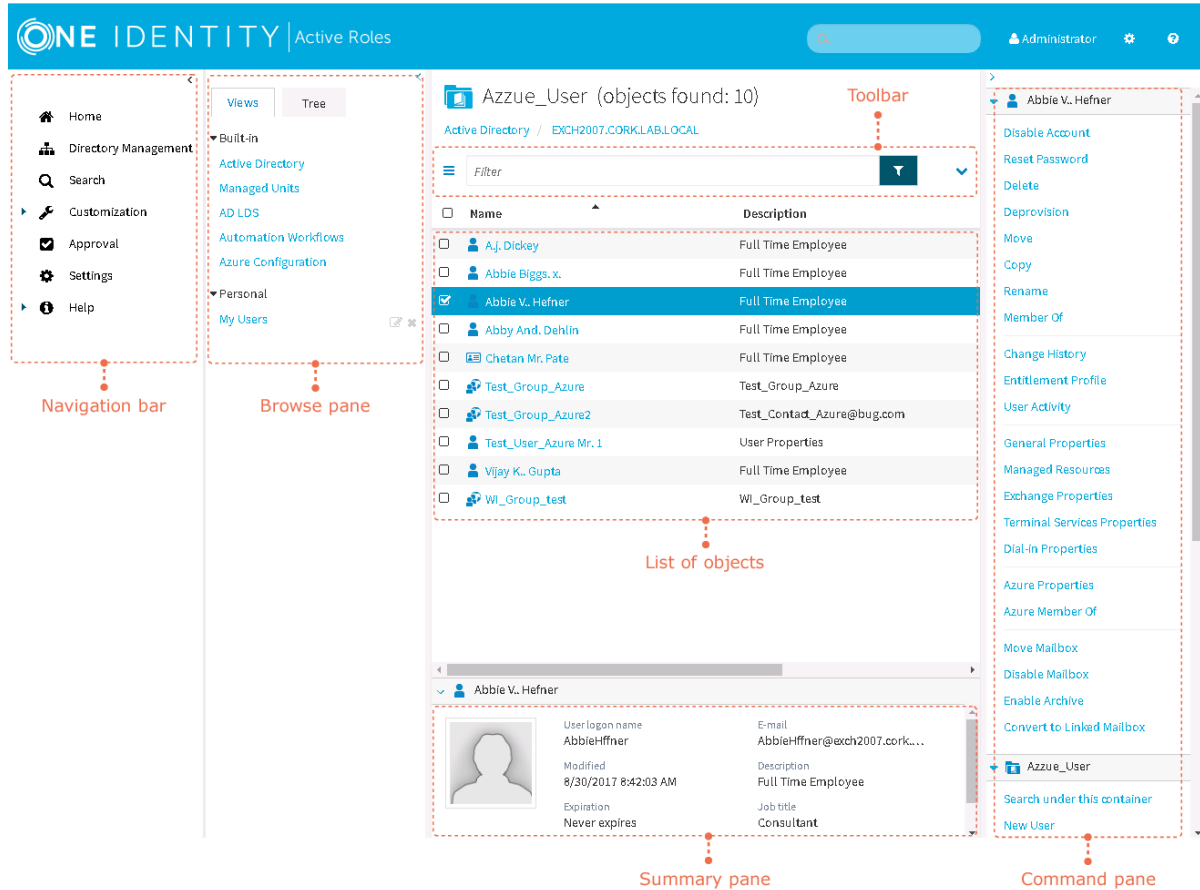 ONE IDENTITY Active Roles
Administrator
Home
Directory Management
Search
Customization
Approval
Settings
Help
Navigation bar
Views
Tree
Built-in
Active Directory
Managed Units
AD LDS
Automation Workflows
Azure Configuration
Personal
My Users
Browse pane
Azzue_User (objects found: 10)
Active Directory / EXCH2007.CORK.LAB.LOCAL
Toolbar
Filter
Name Description
A.j. Dickey Full Time Employee
Abbie Biggs. x. Full Time Employee
Abbie V.. Hefner Full Time Employee
Abby And. Dehlin Full Time Employee
Chetan Mr. Pate Full Time Employee
Test_Group_Azure Test_Group_Azure
Test_Group_Azure2 Test_Contact_Azure@bug.com
Test_User_Azure Mr. 1 User Properties
Vijay K.. Gupta Full Time Employee
WI_Group_test WI_Group_test
List of objects
Abbie V.. Hefner
User logon name
AbbieHffner
E-mail
AbbieHffner@exch2007.cork....
Modified
8/30/2017 8:42:03 AM
Description
Full Time Employee
Expiration
Never expires
Job title
Consultant
Summary pane
Abbie V.. Hefner
Disable Account
Reset Password
Delete
Deprovision
Move
Copy
Rename
Member Of
Change History
Entitlement Profile
User Activity
General Properties
Managed Resources
Exchange Properties
Terminal Services Properties
Dial-in Properties
Azure Properties
Azure Member Of
Move Mailbox
Disable Mailbox
Enable Archive
Convert to Linked Mailbox
Azzue_User
Search under this container
New User
Command pane